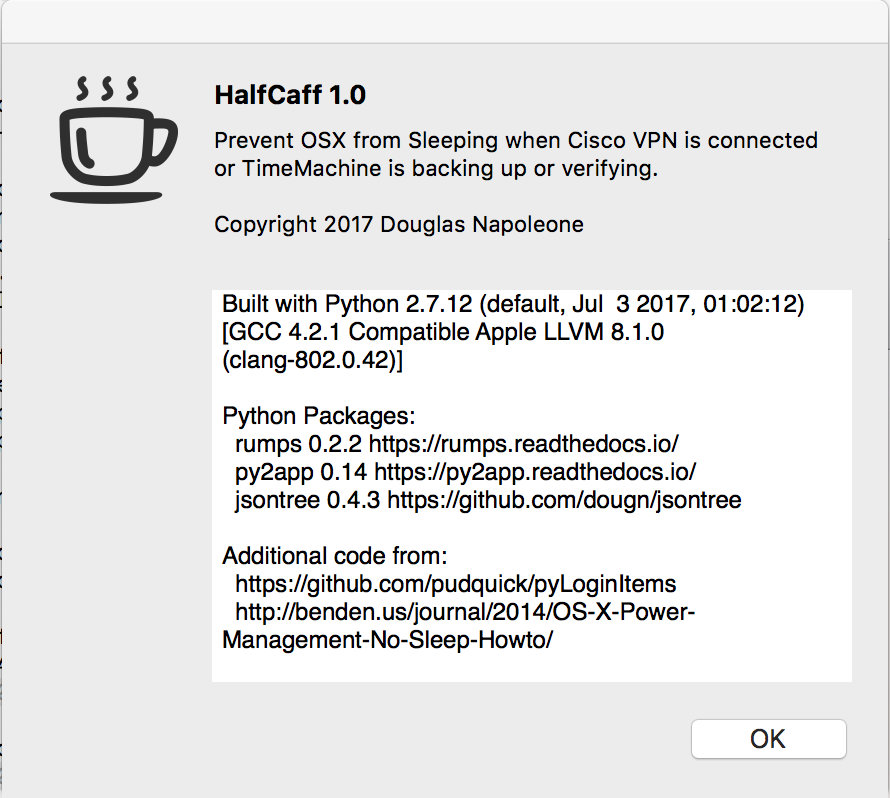 HalfCaff 1.0
Prevent OSX from Sleeping when Cisco VPN is connected
or TimeMachine is backing up or verifying.
Copyright 2017 Douglas Napoleone
Built with Python 2.7.12 (default, Jul  3 2017, 01:02:12)
[GCC 4.2.1 Compatible Apple LLVM 8.1.0
(clang-802.0.42)]
Python Packages:
  rumps 0.2.2 https://rumps.readthedocs.io/
  py2app 0.14 https://py2app.readthedocs.io/
  jsontree 0.4.3 https://github.com/dougn/jsontree
Additional code from:
  https://github.com/pudquick/pyLoginItems
  http://benden.us/journal/2014/OS-X-Power-
Management-No-Sleep-Howto/
OK